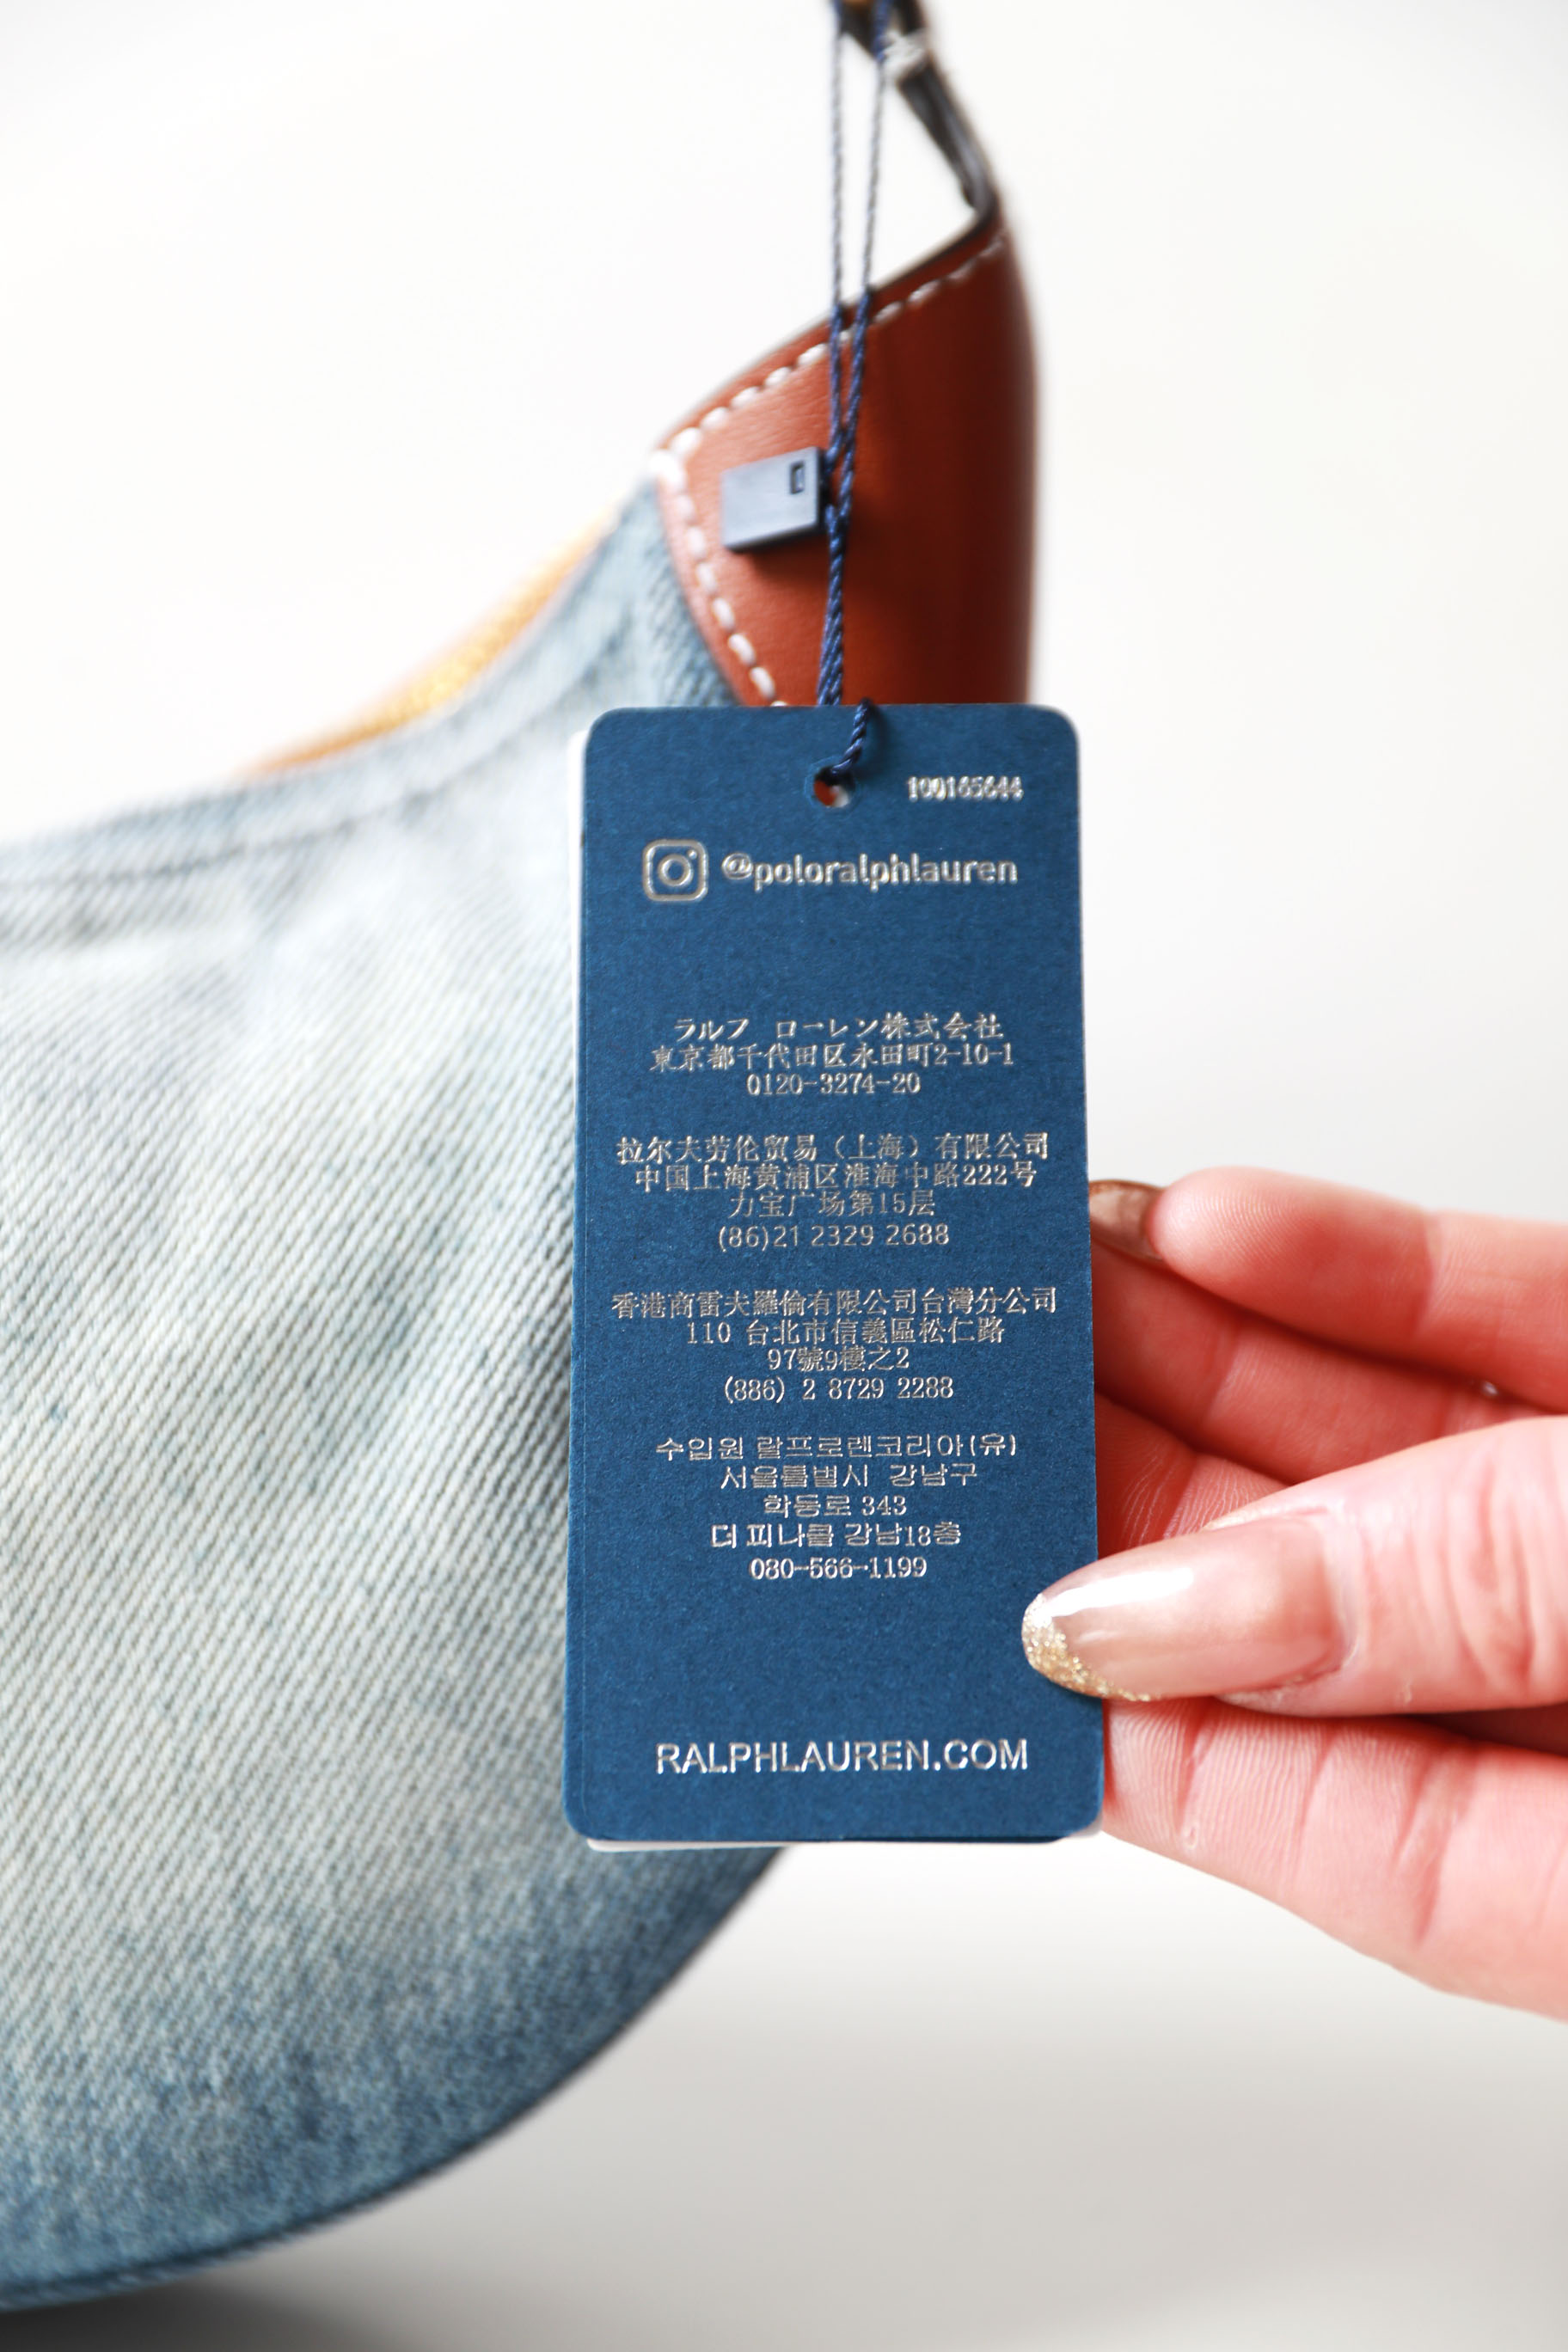 100165644
@poloralphlauren
ラルフ ローレン株式会社
東京都千代田区永田町2-10-1
0120-3274-20
拉尔夫劳伦贸易（上海）有限公司
中国上海黄浦区淮海中路222号
力宝广场第15层
(86)21 2329 2688
香港商雷夫羅倫有限公司台灣分公司
110 台北市信義區松仁路
97號9樓之2
(886) 2 8729 2288
수입원 랄프로렌코리아(유)
서울특별시 강남구
학동로 343
더 피나클 강남18층
080-566-1199
RALPHLAUREN.COM